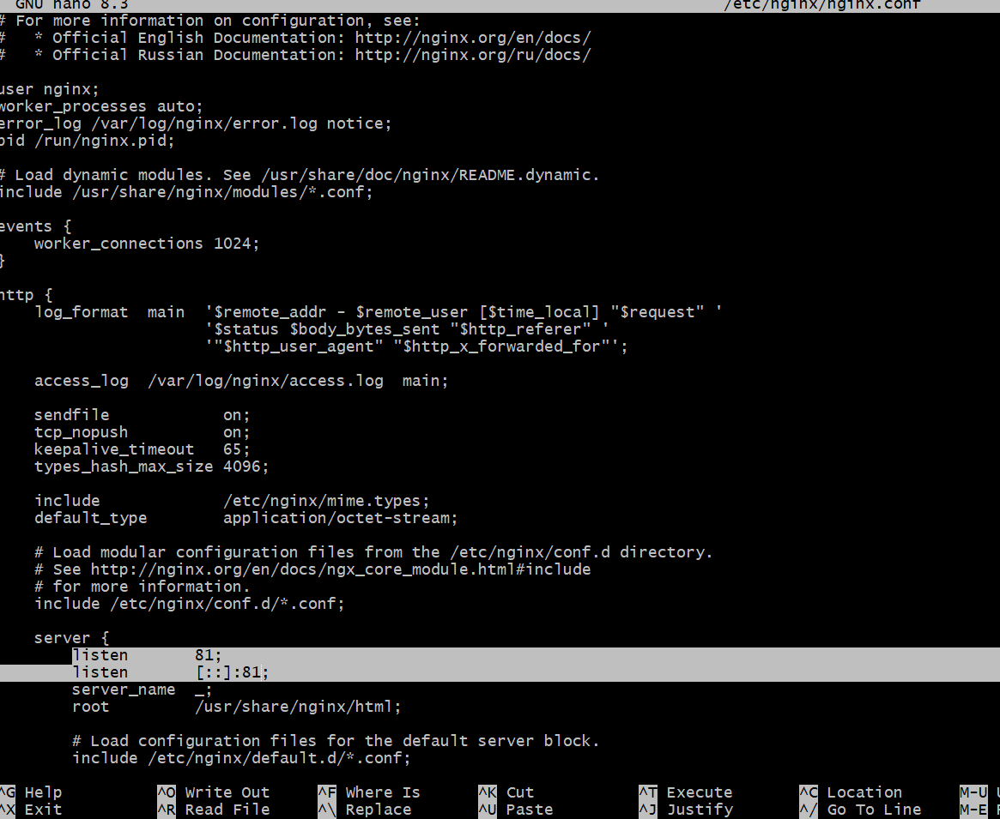 GNU nano 8.3 /etc/nginx/nginx.conf
# For more information on configuration, see:
#   * Official English Documentation: http://nginx.org/en/docs/
#   * Official Russian Documentation: http://nginx.org/ru/docs/

user nginx;
worker_processes auto;
error_log /var/log/nginx/error.log notice;
pid /run/nginx.pid;

# Load dynamic modules. See /usr/share/doc/nginx/README.dynamic.
include /usr/share/nginx/modules/*.conf;

events {
    worker_connections 1024;
}

http {
    log_format  main  '$remote_addr - $remote_user [$time_local] "$request" '
                      '$status $body_bytes_sent "$http_referer" '
                      '"$http_user_agent" "$http_x_forwarded_for"';

    access_log  /var/log/nginx/access.log  main;

    sendfile            on;
    tcp_nopush          on;
    keepalive_timeout   65;
    types_hash_max_size 4096;

    include             /etc/nginx/mime.types;
    default_type        application/octet-stream;

    # Load modular configuration files from the /etc/nginx/conf.d directory.
    # See http://nginx.org/en/docs/ngx_core_module.html#include
    # for more information.
    include /etc/nginx/conf.d/*.conf;

    server {
        listen       81;
        listen       [::]:81;
        server_name  _;
        root         /usr/share/nginx/html;

        # Load configuration files for the default server block.
        include /etc/nginx/default.d/*.conf;

^G Help ^O Write Out ^F Where Is ^K Cut ^T Execute ^C Location M-U
^X Exit ^R Read File ^\ Replace ^U Paste ^J Justify ^/ Go To Line M-E